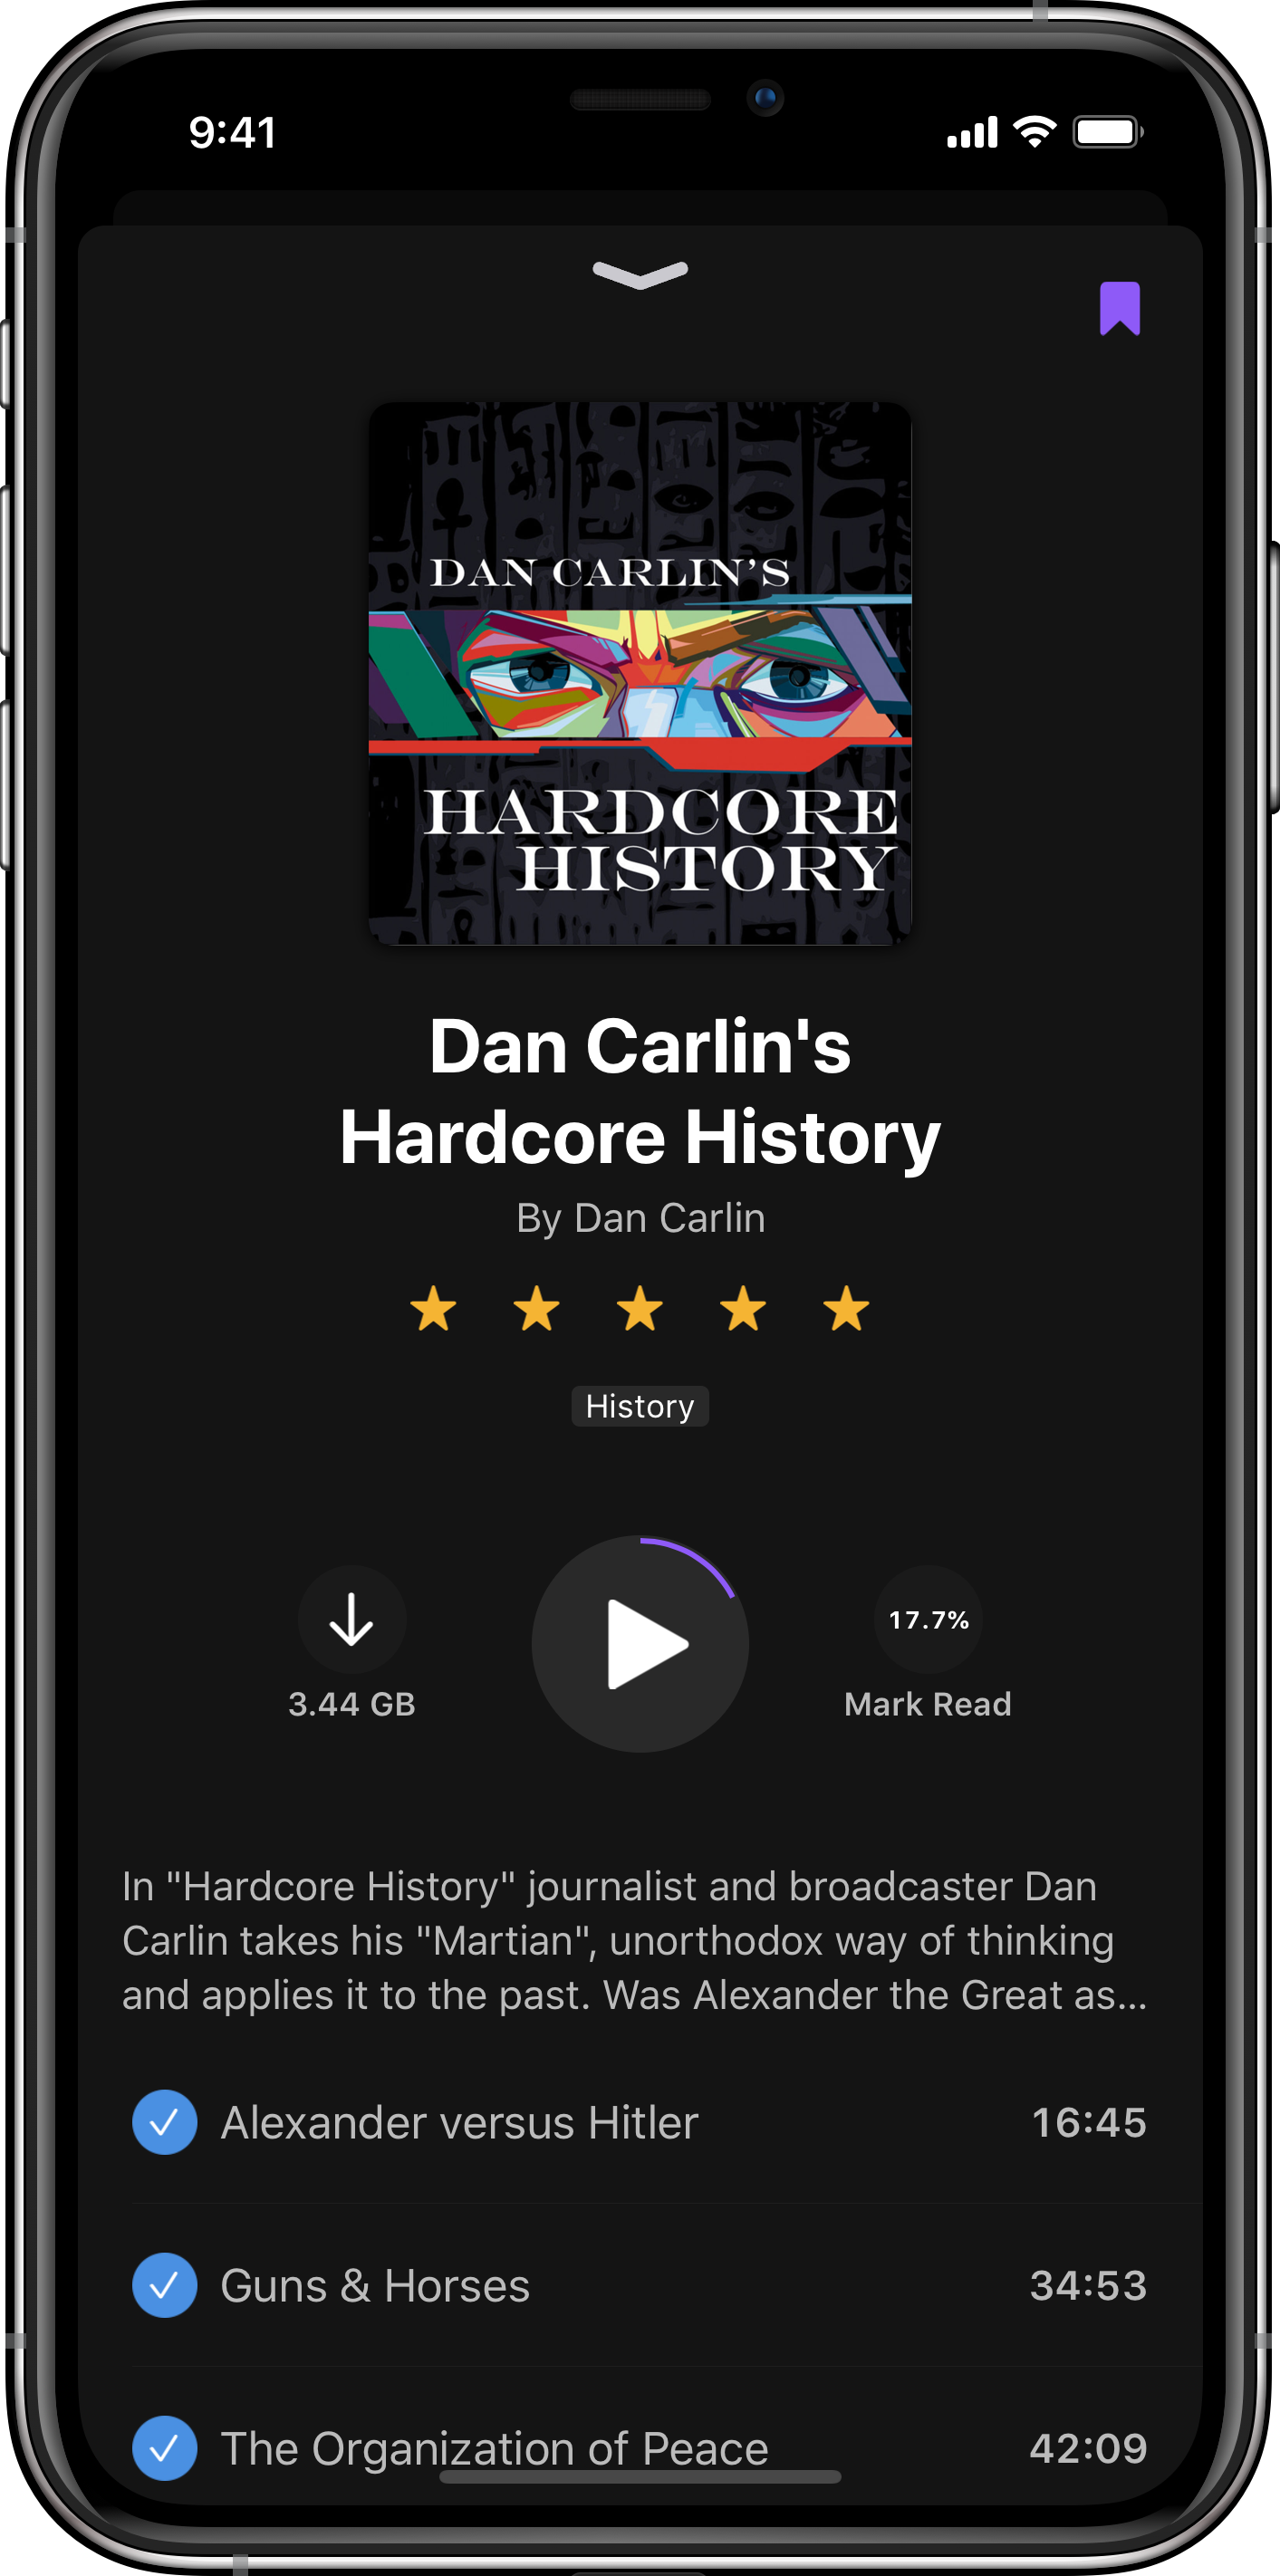 9:41
DAN CARLIN'S
HARDCORE
HISTORY
Dan Carlin's
Hardcore History
By Dan Carlin
History
17.7%
3.44 GB
Mark Read
In "Hardcore History" journalist and broadcaster Dan
Carlin takes his "Martian", unorthodox way of thinking
and applies it to the past. Was Alexander the Great as...
Alexander versus Hitler 16:45
Guns & Horses 34:53
The Organization of Peace 42:09